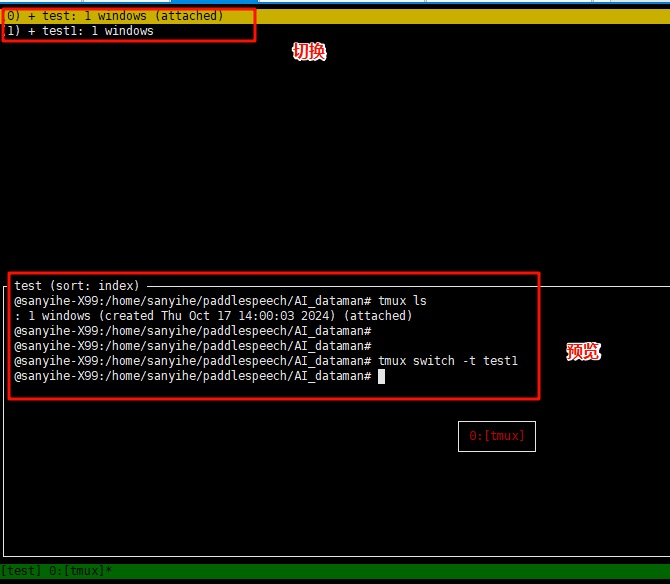 (0) + test: 1 windows (attached)
(1) + test1: 1 windows
切换
test (sort: index)
@sanyihe-X99:/home/sanyihe/paddlespeech/AI_dataman# tmux ls
: 1 windows (created Thu Oct 17 14:00:03 2024) (attached)
@sanyihe-X99:/home/sanyihe/paddlespeech/AI_dataman#
@sanyihe-X99:/home/sanyihe/paddlespeech/AI_dataman#
@sanyihe-X99:/home/sanyihe/paddlespeech/AI_dataman# tmux switch -t test1
@sanyihe-X99:/home/sanyihe/paddlespeech/AI_dataman#
预览
0:[tmux]
[test] 0:[tmux]*